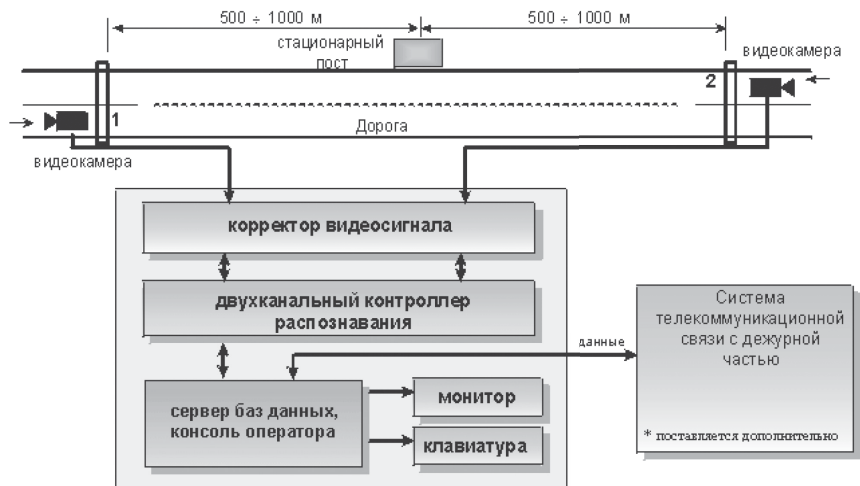 500 ÷ 1000 м
500 ÷ 1000 м
стационарный
пост
видеокамера
2
1
Дорога
видеокамера
корректор видеосигнала
двухканальный контроллер
распознавания
данные
Система
телекоммуникационной
связи с дежурной
частью
сервер баз данных,
консоль оператора
монитор
клавиатура
* поставляется дополнительно